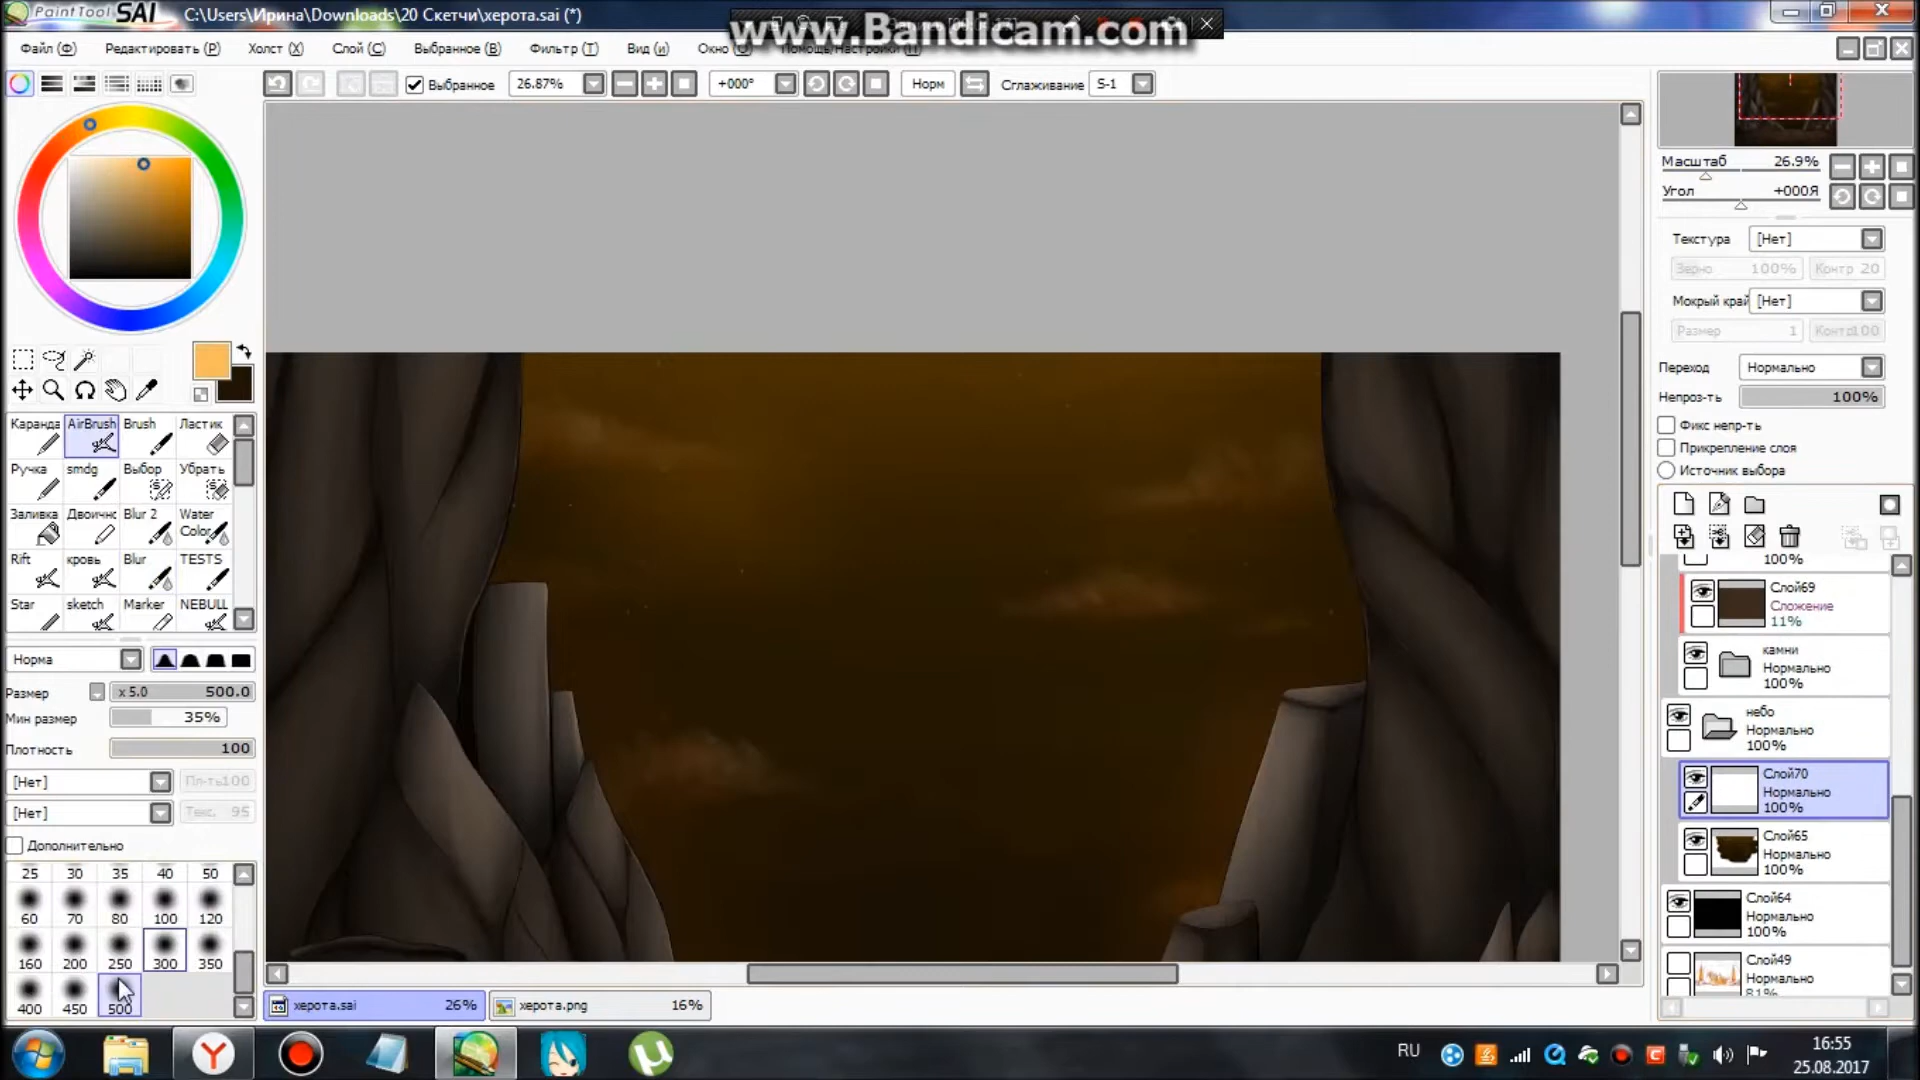 PaintTool SAI C:\Users\Ирина\Downloads\20 Скетчи\херота.sai (*)
www.Bandicam.com
Файл (Ф) Редактировать (Р) Холст (X) Слой (С) Выбранное (В) Фильтр (Т) Вид (и) Окно
Выбранное 26.87% +000° Норм Сглаживание S-1
Масштаб 26.9%
Угол +000Я
Текстура [Нет]
Зерно 100% Контр 20
Мокрый край [Нет]
Размер 1 Контр100
Переход Нормально
Непроз-ть 100%
Фикс непр-ть
Прикрепление слоя
Источник выбора
Каранда AirBrush Brush Ластик
Ручка smdg Выбор Убрать
Заливка Двоичнс Blur 2 Water Color
Rift кровь Blur TESTS
Star sketch Marker NEBULL
Норма
Размер x 5.0 500.0
Мин размер 35%
Плотность 100
[Нет] Пл-ть100
[Нет] Текс. 95
Дополнительно
25 30 35 40 50
60 70 80 100 120
160 200 250 300 350
400 450 500
100%
Слой69
Сложение
11%
камни
Нормально
100%
небо
Нормально
100%
Слой70
Нормально
100%
Слой65
Нормально
100%
Слой64
Нормально
100%
Слой49
Нормально
81%
херота.sai 26% херота.png 16%
RU
16:55
25.08.2017